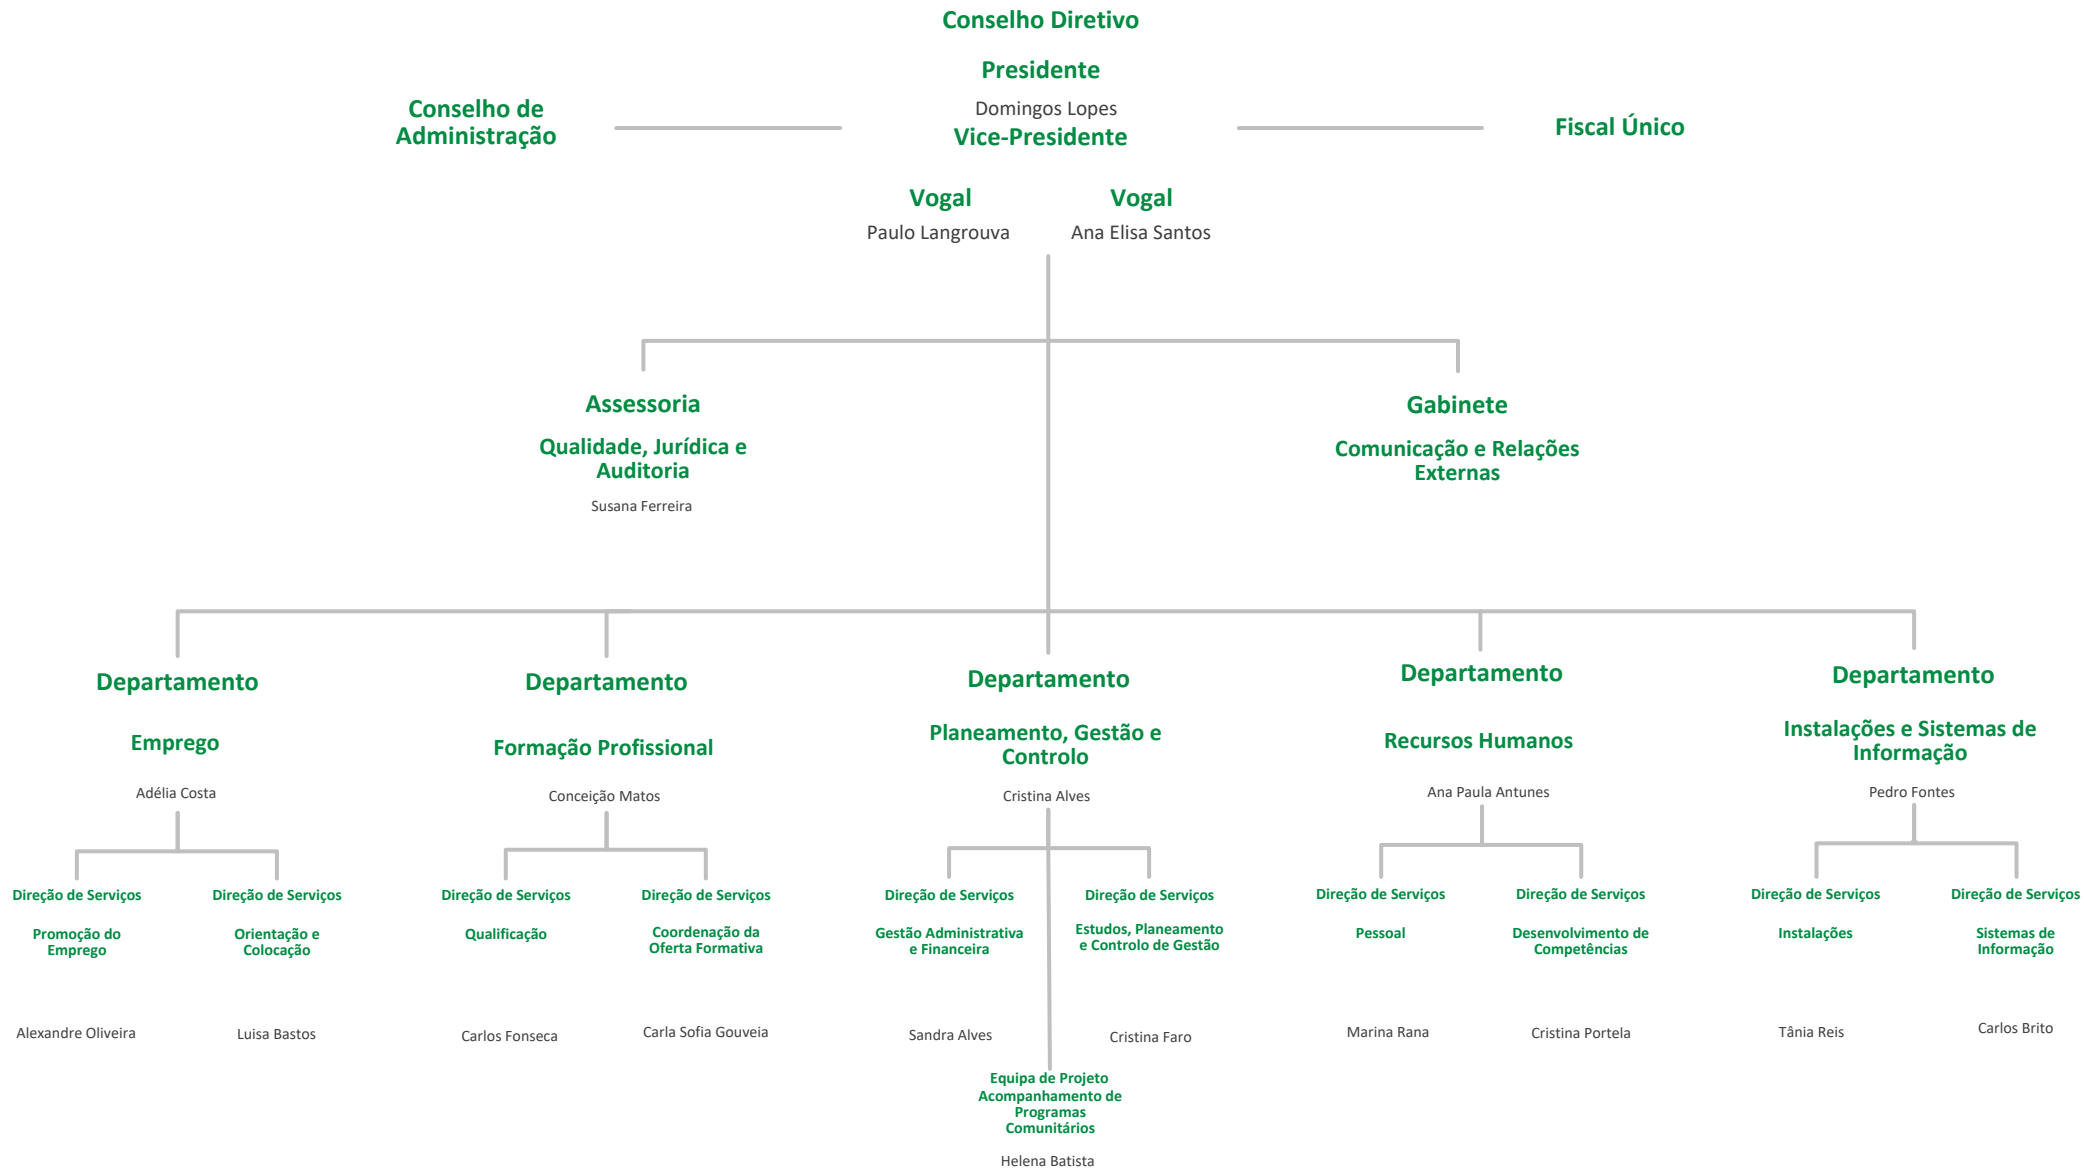 Conselho Diretivo
Presidente
Domingos Lopes
Vice-Presidente
Conselho de
Administração
Fiscal Único
Vogal
Paulo Langrouva
Vogal
Ana Elisa Santos
Assessoria
Qualidade, Jurídica e
Auditoria
Susana Ferreira
Gabinete
Comunicação e Relações
Externas
Departamento
Emprego
Adélia Costa
Departamento
Formação Profissional
Conceição Matos
Departamento
Planeamento, Gestão e
Controlo
Cristina Alves
Departamento
Recursos Humanos
Ana Paula Antunes
Departamento
Instalações e Sistemas de
Informação
Pedro Fontes
Direção de Serviços
Promoção do
Emprego
Alexandre Oliveira
Direção de Serviços
Orientação e
Colocação
Luisa Bastos
Direção de Serviços
Qualificação
Carlos Fonseca
Direção de Serviços
Coordenação da
Oferta Formativa
Carla Sofia Gouveia
Direção de Serviços
Gestão Administrativa
e Financeira
Sandra Alves
Direção de Serviços
Estudos, Planeamento
e Controlo de Gestão
Cristina Faro
Equipa de Projeto
Acompanhamento de
Programas
Comunitários
Helena Batista
Direção de Serviços
Pessoal
Marina Rana
Direção de Serviços
Desenvolvimento de
Competências
Cristina Portela
Direção de Serviços
Instalações
Tânia Reis
Direção de Serviços
Sistemas de
Informação
Carlos Brito